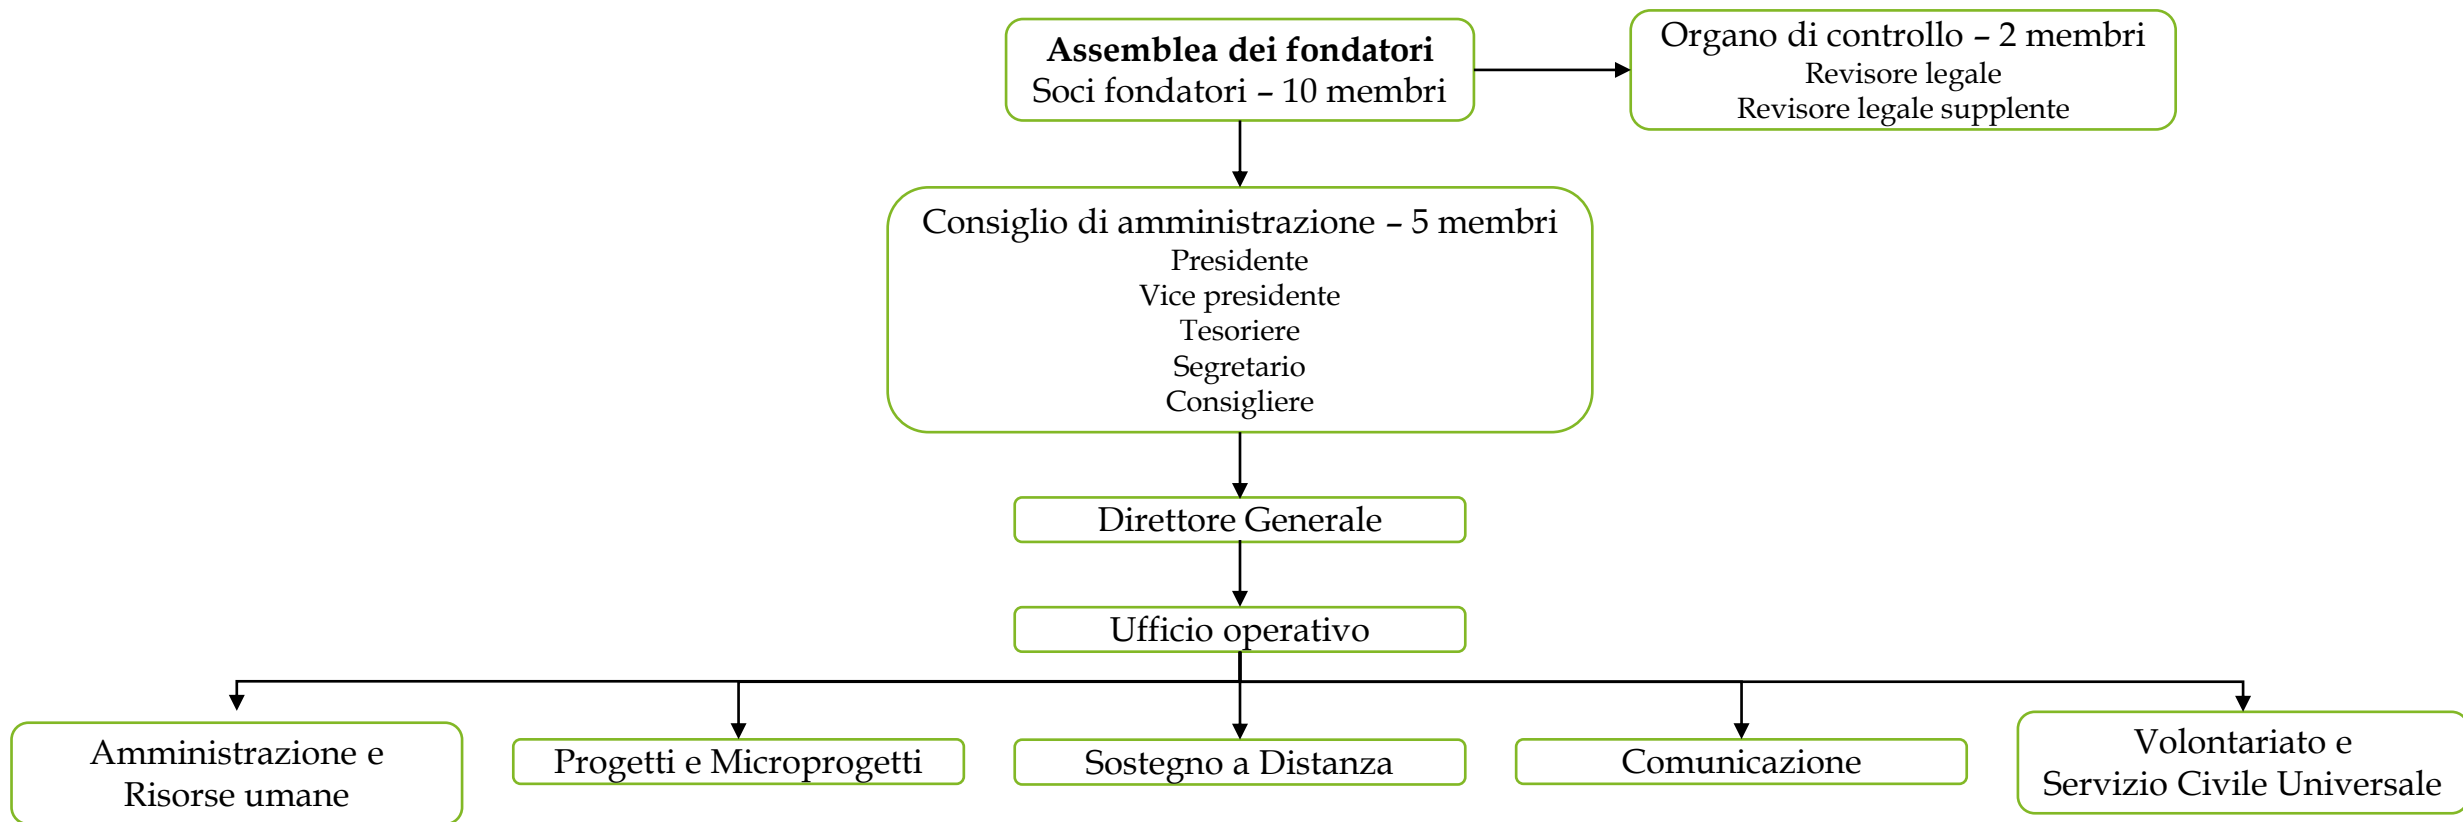 Assemblea dei fondatori
Soci fondatori – 10 membri
Organo di controllo – 2 membri
Revisore legale
Revisore legale supplente
Consiglio di amministrazione – 5 membri
Presidente
Vice presidente
Tesoriere
Segretario
Consigliere
Direttore Generale
Ufficio operativo
Amministrazione e
Risorse umane
Progetti e Microprogetti
Sostegno a Distanza
Comunicazione
Volontariato e
Servizio Civile Universale